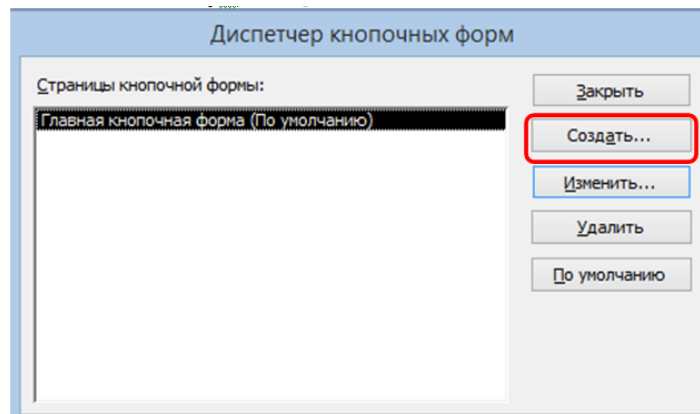 Диспетчер кнопочных форм
Страницы кнопочной формы:
Главная кнопочная форма (По умолчанию)
Закрыть
Создать...
Изменить...
Удалить
По умолчанию